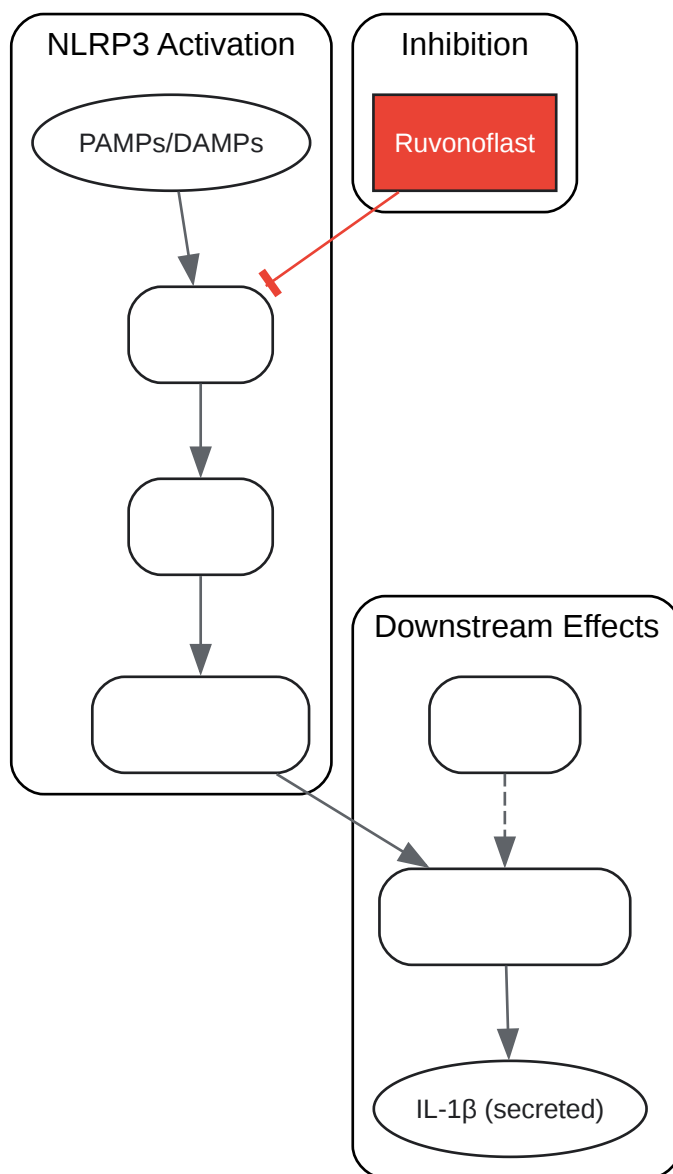 NLRP3 Activation
Inhibition
PAMPs/DAMPs
Ruvonoflast
Downstream Effects
IL-1β (secreted)